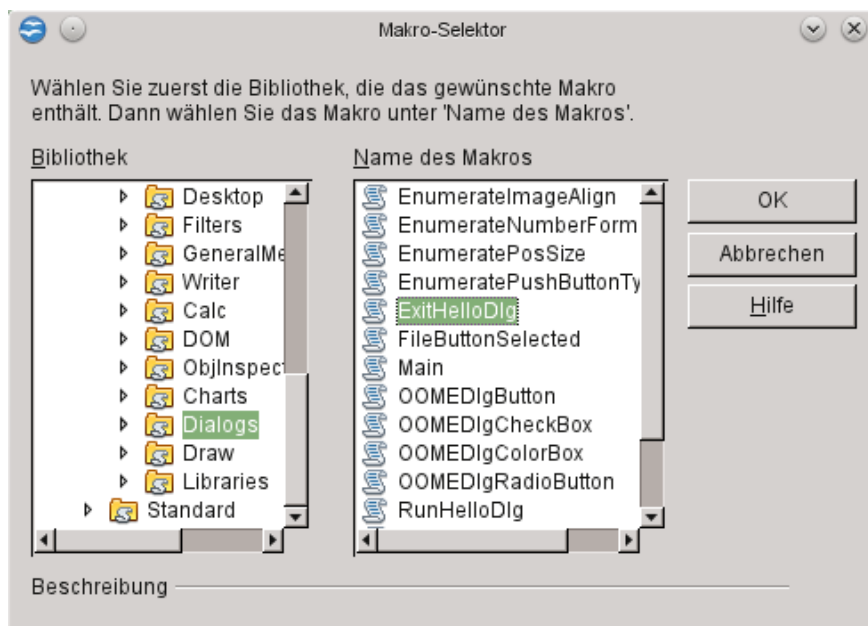 Makro-Selektor
Wählen Sie zuerst die Bibliothek, die das gewünschte Makro
enthält. Dann wählen Sie das Makro unter 'Name des Makros'.
Bibliothek
Desktop
Filters
GeneralMe
Writer
Calc
DOM
ObjInspect
Charts
Dialogs
Draw
Libraries
Standard
Name des Makros
EnumerateImageAlign
EnumerateNumberForm
EnumeratePosSize
EnumeratePushButtonTy
ExitHelloDlg
FileButtonSelected
Main
OOMEDlgButton
OOMEDlgCheckBox
OOMEDlgColorBox
OOMEDlgRadioButton
RunHelloDlg
OK
Abbrechen
Hilfe
Beschreibung